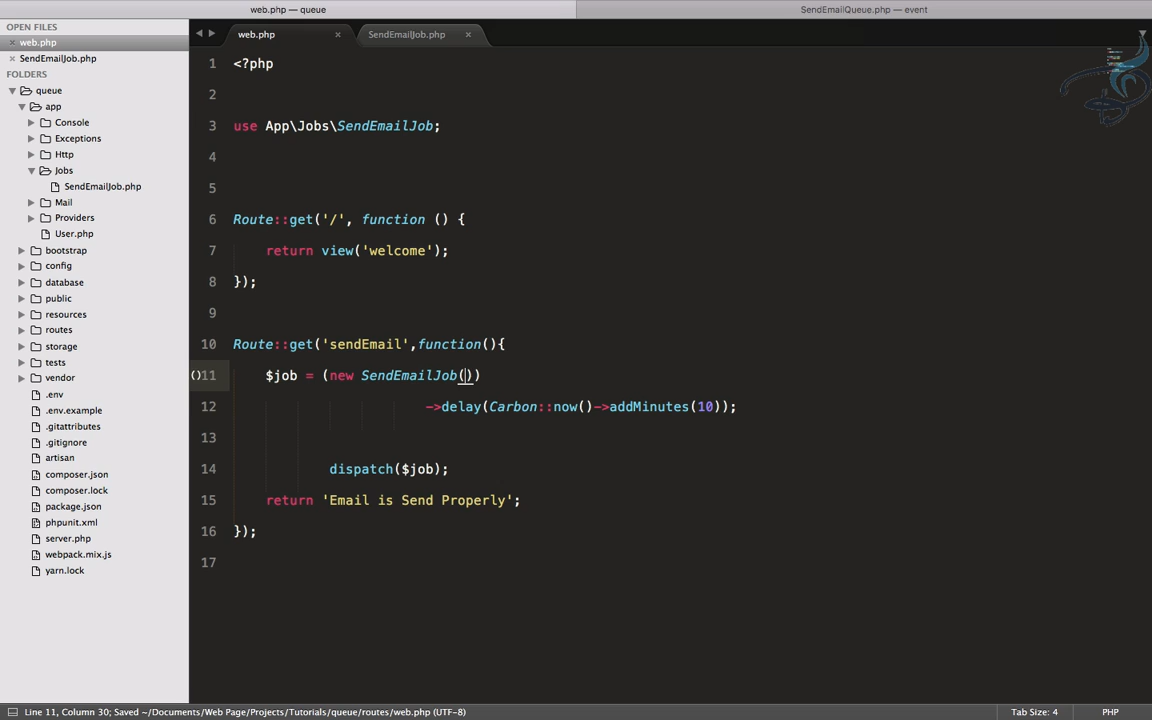 web.php — queue
SendEmailQueue.php — event
OPEN FILES
web.php
SendEmailJob.php
FOLDERS
queue
app
Console
Exceptions
Http
Jobs
SendEmailJob.php
Mail
Providers
User.php
bootstrap
config
database
public
resources
routes
storage
tests
vendor
.env
.env.example
.gitattributes
.gitignore
artisan
composer.json
composer.lock
package.json
phpunit.xml
server.php
webpack.mix.js
yarn.lock
web.php
SendEmailJob.php
1 <?php
2
3 use App\Jobs\SendEmailJob;
4
5
6 Route::get('/', function () {
7 return view('welcome');
8 });
9
10 Route::get('sendEmail',function(){
()11 $job = (new SendEmailJob())
12 ->delay(Carbon::now()->addMinutes(10));
13
14 dispatch($job);
15 return 'Email is Send Properly';
16 });
17
Line 11, Column 30; Saved ~/Documents/Web Page/Projects/Tutorials/queue/routes/web.php (UTF-8)
Tab Size: 4
PHP